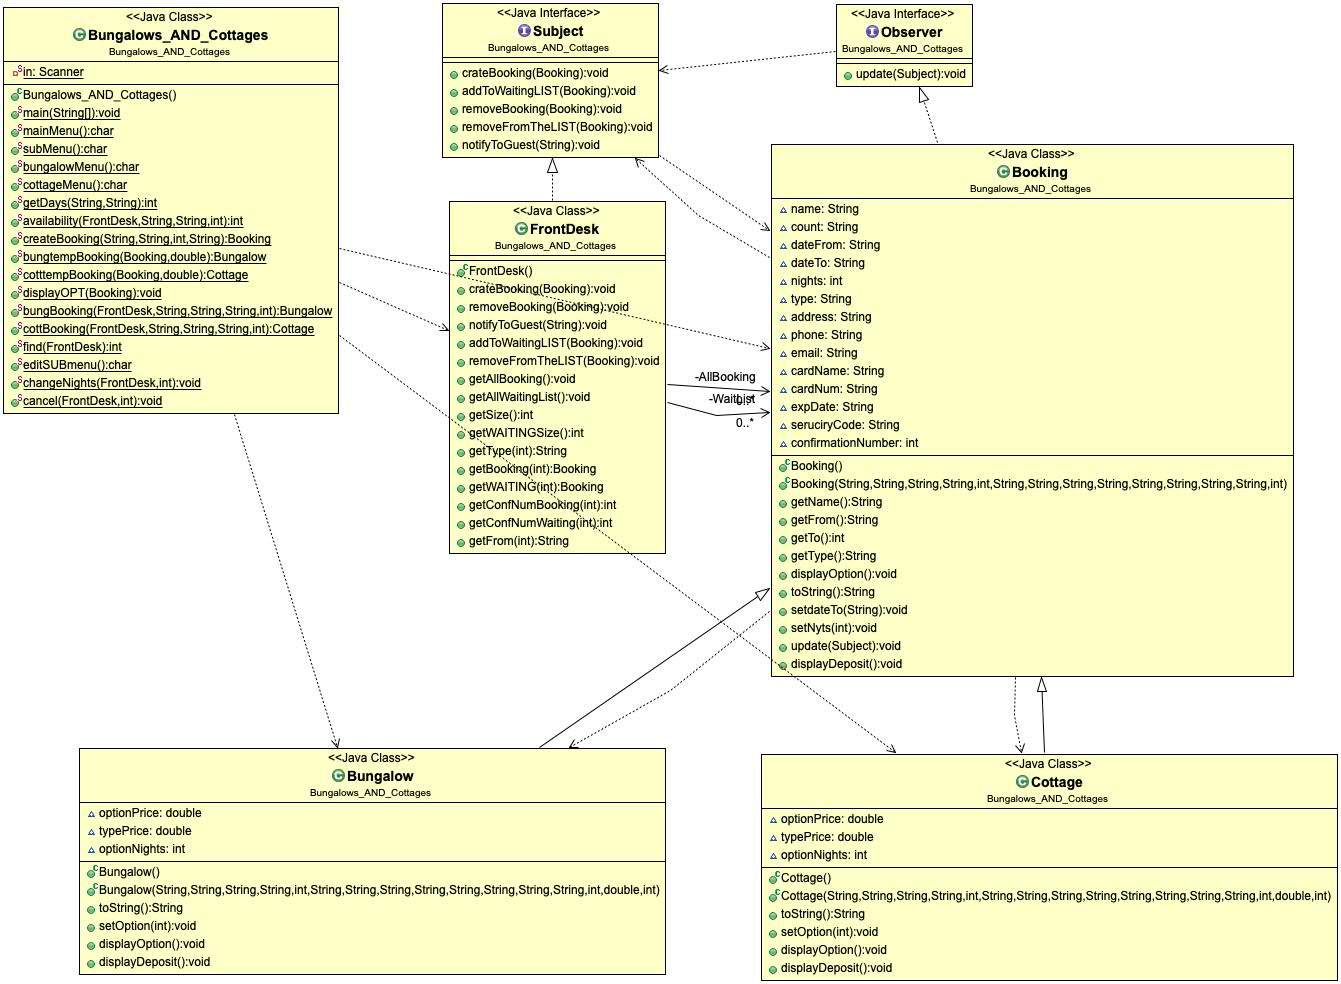 <<Java Class>>
Bungalows_AND_Cottages
Bungalows_AND_Cottages
in: Scanner
Bungalows_AND_Cottages()
main(String[]):void
mainMenu():char
subMenu():char
bungalowMenu():char
cottageMenu():char
getDays(String,String):int
availability(FrontDesk,String,String,int):int
createBooking(String,String,int,String):Booking
bungtempBooking(Booking,double):Bungalow
cotttempBooking(Booking,double):Cottage
displayOPT(Booking):void
bungBooking(FrontDesk,String,String,String,int):Bungalow
cottBooking(FrontDesk,String,String,String,int):Cottage
find(FrontDesk):int
editSUBmenu():char
changeNights(FrontDesk,int):void
cancel(FrontDesk,int):void
<<Java Interface>>
Subject
Bungalows_AND_Cottages
crateBooking(Booking):void
addToWaitingLIST(Booking):void
removeBooking(Booking):void
removeFromTheLIST(Booking):void
notifyToGuest(String):void
<<Java Interface>>
Observer
Bungalows_AND_Cottages
update(Subject):void
<<Java Class>>
FrontDesk
Bungalows_AND_Cottages
FrontDesk()
crateBooking(Booking):void
removeBooking(Booking):void
notifyToGuest(String):void
addToWaitingLIST(Booking):void
removeFromTheLIST(Booking):void
getAllBooking():void
getAllWaitingList():void
getSize():int
getWAITINGSize():int
getType(int):String
getBooking(int):Booking
getWAITING(int):Booking
getConfNumBooking(int):int
getConfNumWaiting(int):int
getFrom(int):String
-AllBooking
0..*
-WaitList
0..*
<<Java Class>>
Booking
Bungalows_AND_Cottages
name: String
count: String
dateFrom: String
dateTo: String
nights: int
type: String
address: String
phone: String
email: String
cardName: String
cardNum: String
expDate: String
seruciryCode: String
confirmationNumber: int
Booking()
Booking(String,String,String,String,int,String,String,String,String,String,String,String,String,int)
getName():String
getFrom():String
getTo():int
getType():String
displayOption():void
toString():String
setdateTo(String):void
setNyts(int):void
update(Subject):void
displayDeposit():void
<<Java Class>>
Bungalow
Bungalows_AND_Cottages
optionPrice: double
typePrice: double
optionNights: int
Bungalow()
Bungalow(String,String,String,String,int,String,String,String,String,String,String,String,String,int,double,int)
toString():String
setOption(int):void
displayOption():void
displayDeposit():void
<<Java Class>>
Cottage
Bungalows_AND_Cottages
optionPrice: double
typePrice: double
optionNights: int
Cottage()
Cottage(String,String,String,String,int,String,String,String,String,String,String,String,String,int,double,int)
toString():String
setOption(int):void
displayOption():void
displayDeposit():void